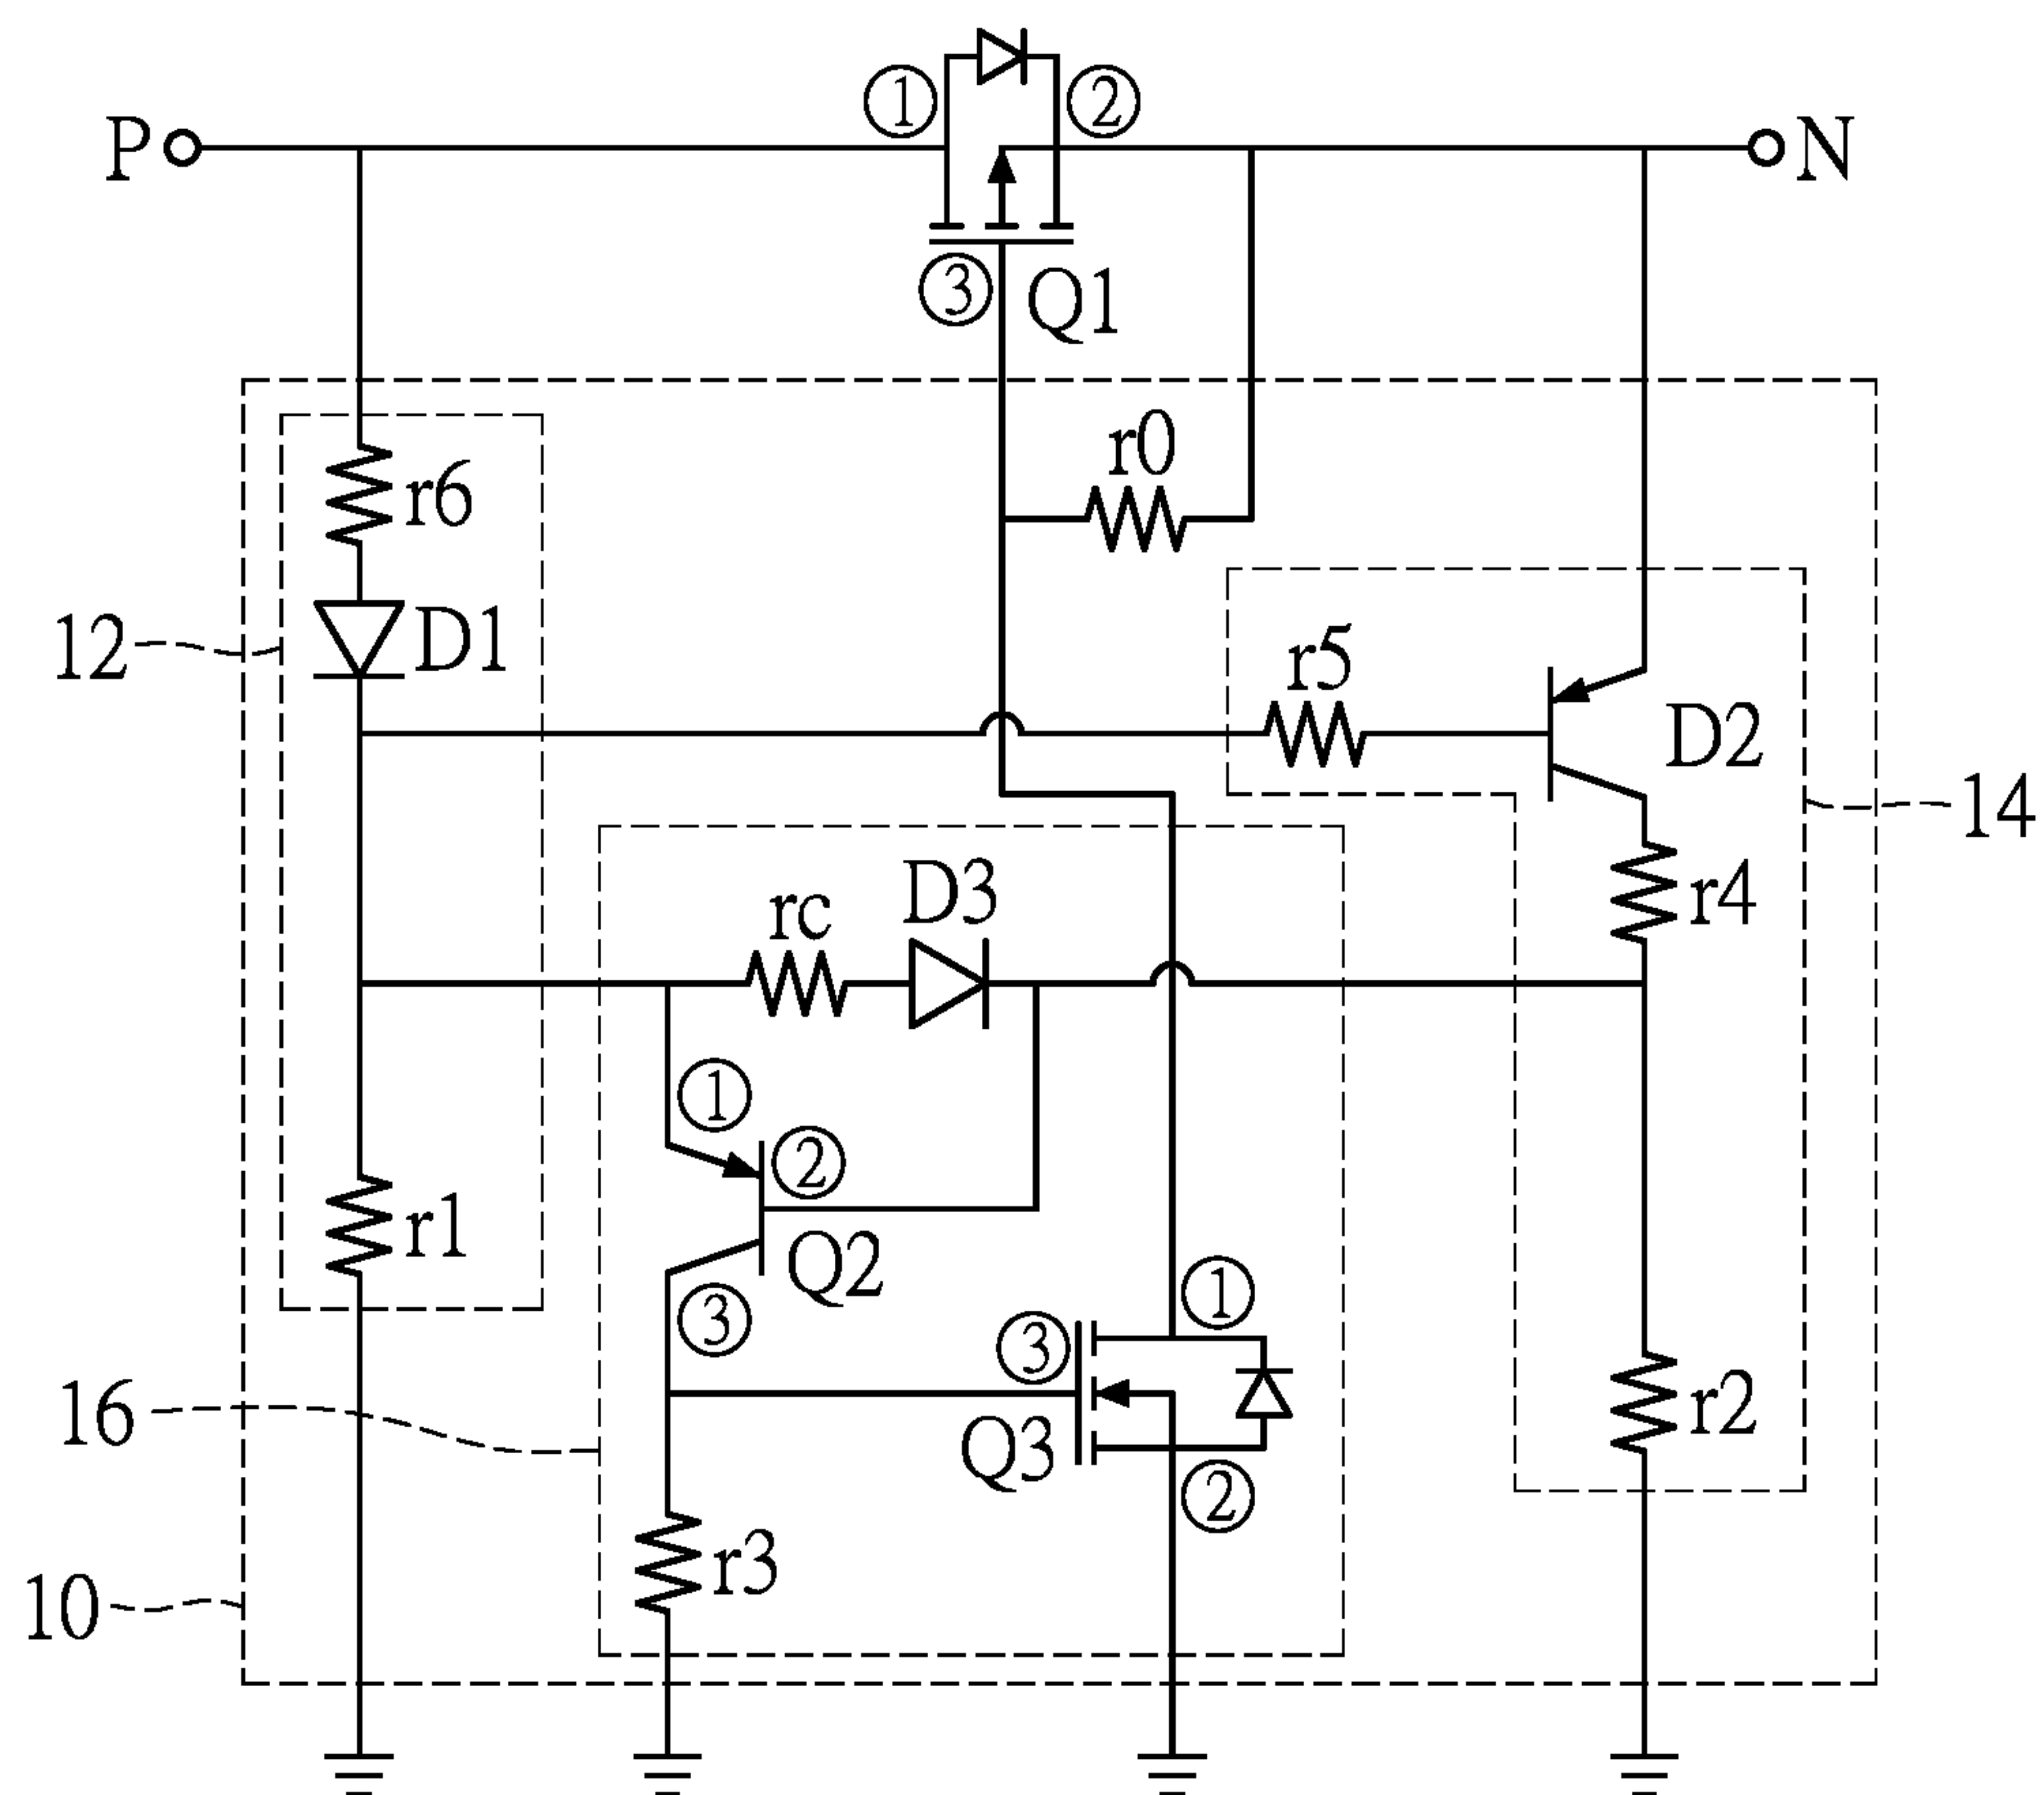 ① ②
P N
③ Q1
r0
r6
12 D1
r5
D2
14
D3
rc r4
①
②
r1 Q2 ①
③ ③
16 Q3 r2
②
r3
10